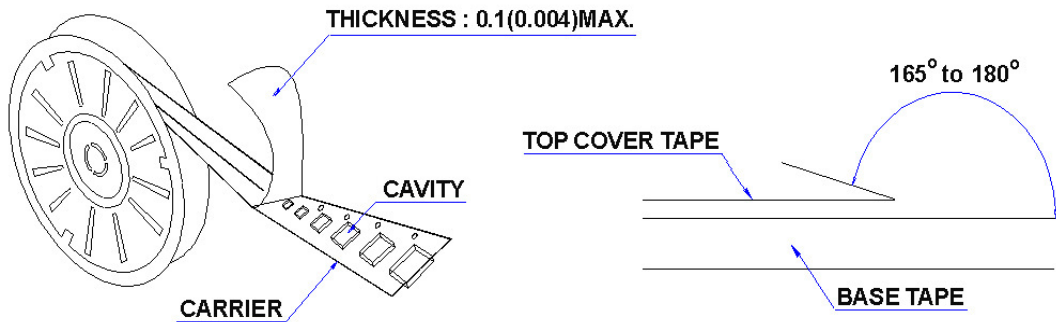 THICKNESS : 0.1(0.004)MAX.
165° to 180°
TOP COVER TAPE
CAVITY
CARRIER
BASE TAPE